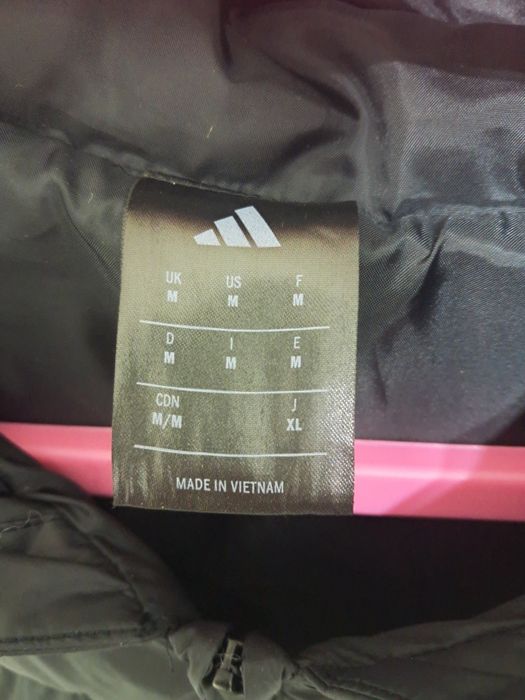 UK US F
M M M
D I E
M M M
CDN J
M/M XL
MADE IN VIETNAM